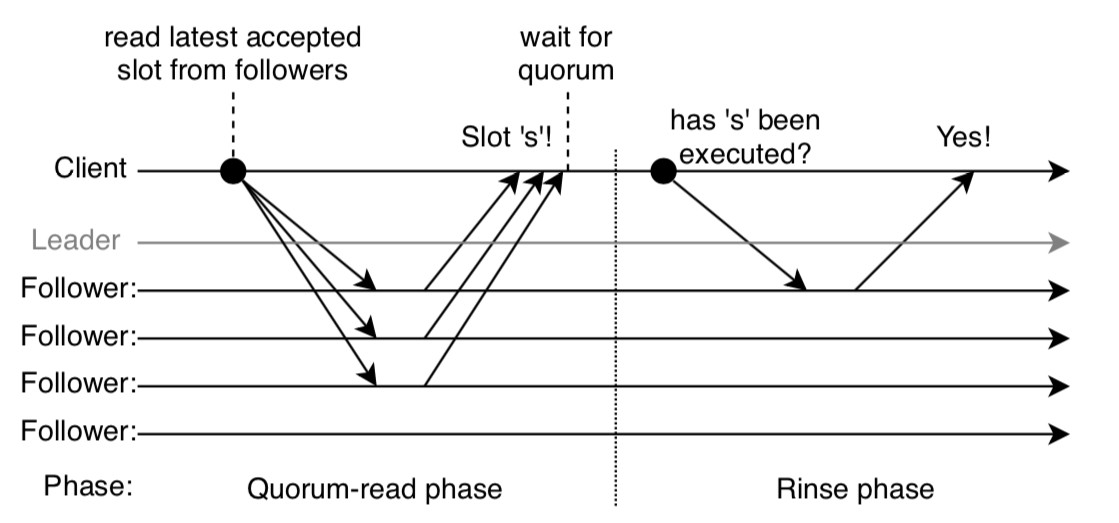 read latest accepted
slot from followers
wait for
quorum
Slot 's'!
has 's' been
executed?
Yes!
Client
Leader
Follower:
Follower:
Follower:
Follower:
Phase:
Quorum-read phase
Rinse phase